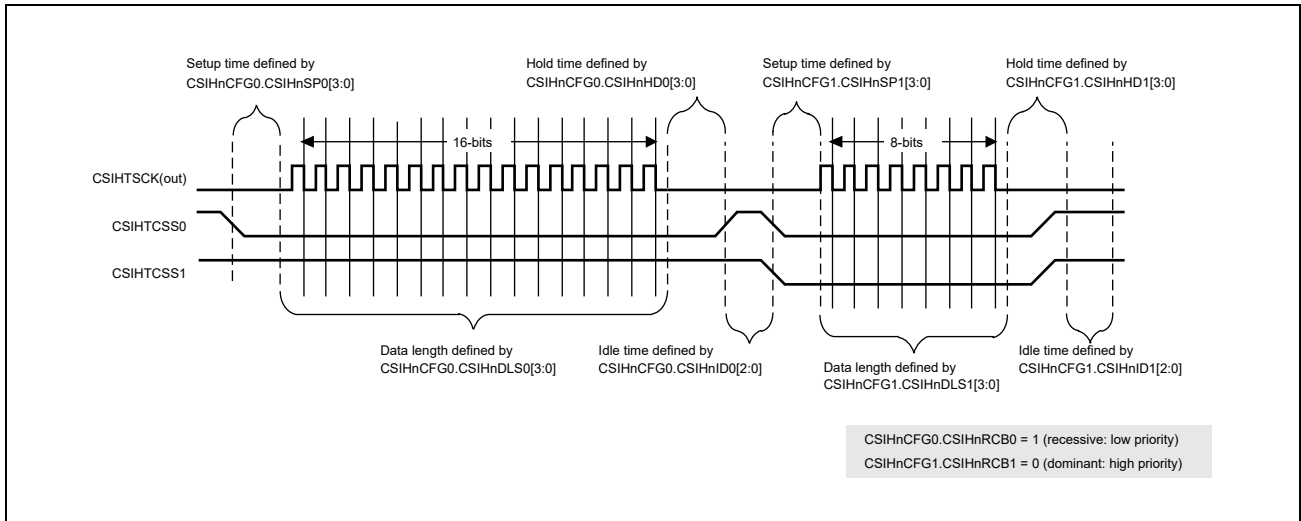 Setup time defined by
CSIHnCFG0.CSIHnSP0[3:0]
Hold time defined by
CSIHnCFG0.CSIHnHD0[3:0]
Setup time defined by
CSIHnCFG1.CSIHnSP1[3:0]
Hold time defined by
CSIHnCFG1.CSIHnHD1[3:0]
16-bits
8-bits
CSIHTSCK(out)
CSIHTCSS0
CSIHTCSS1
Data length defined by
CSIHnCFG0.CSIHnDLS0[3:0]
Idle time defined by
CSIHnCFG0.CSIHnID0[2:0]
Data length defined by
CSIHnCFG1.CSIHnDLS1[3:0]
Idle time defined by
CSIHnCFG1.CSIHnID1[2:0]
CSIHnCFG0.CSIHnRCB0 = 1 (recessive: low priority)
CSIHnCFG1.CSIHnRCB1 = 0 (dominant: high priority)